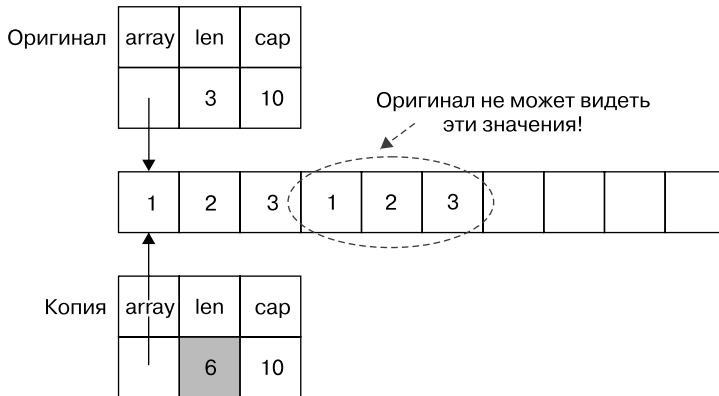 Оригинал array len cap
3 10
Оригинал не может видеть
эти значения!
1 2 3 1 2 3
Копия array len cap
6 10